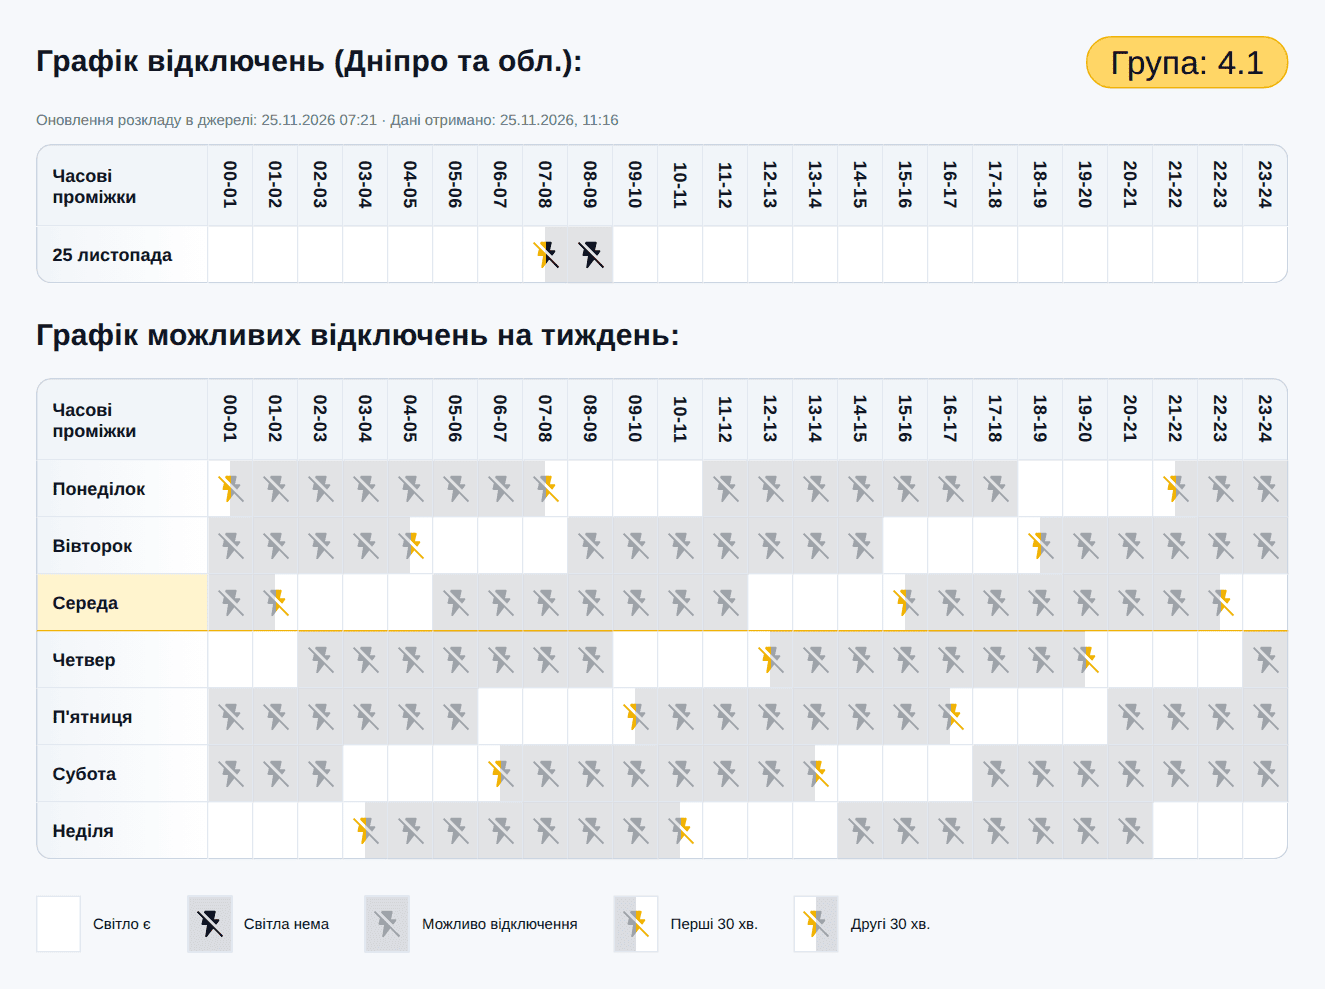 Графік відключень (Дніпро та обл.):
Група: 4.1
Оновлення розкладу в джерелі: 25.11.2026 07:21 · Дані отримано: 25.11.2026, 11:16
Часові проміжки 00-01 01-02 02-03 03-04 04-05 05-06 06-07 07-08 08-09 09-10 10-11 11-12 12-13 13-14 14-15 15-16 16-17 17-18 18-19 19-20 20-21 21-22 22-23 23-24
25 листопада
Графік можливих відключень на тиждень:
Часові проміжки 00-01 01-02 02-03 03-04 04-05 05-06 06-07 07-08 08-09 09-10 10-11 11-12 12-13 13-14 14-15 15-16 16-17 17-18 18-19 19-20 20-21 21-22 22-23 23-24
Понеділок
Вівторок
Середа
Четвер
П'ятниця
Субота
Неділя
Світло є Світла нема Можливо відключення Перші 30 хв. Другі 30 хв.